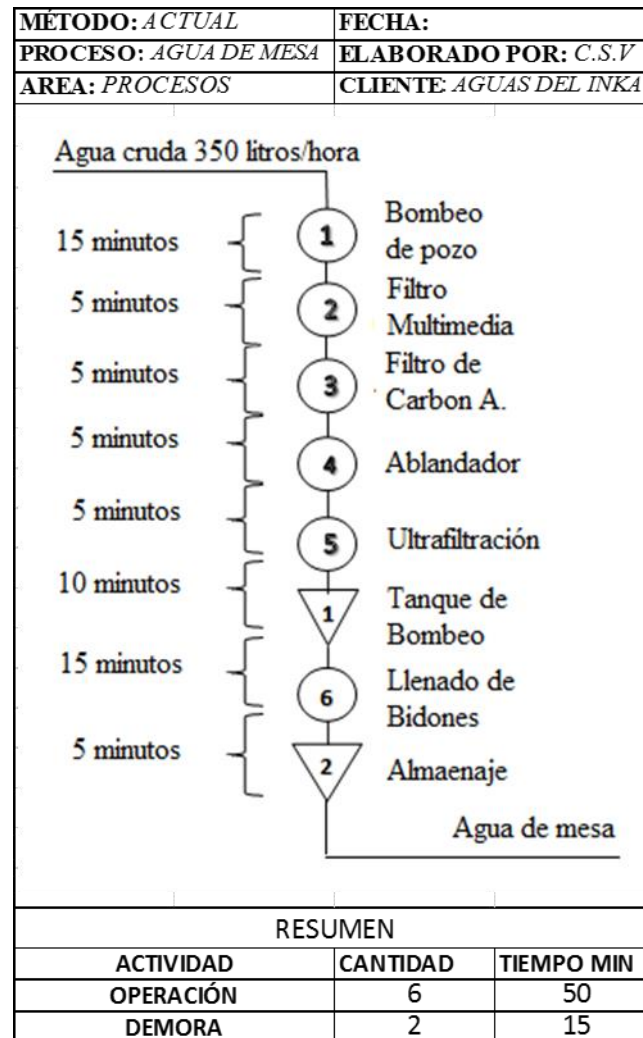 MÉTODO: ACTUAL FECHA:
PROCESO: AGUA DE MESA ELABORADO POR: C.S.V
AREA: PROCESOS CLIENTE: AGUAS DEL INKA
Agua cruda 350 litros/hora
15 minutos 1 Bombeo
de pozo
5 minutos 2 Filtro
Multimedia
5 minutos 3 Filtro de
Carbon A.
5 minutos 4 Ablandador
5 minutos 5 Ultrafiltración
10 minutos 1 Tanque de
Bombeo
15 minutos 6 Llenado de
Bidones
5 minutos 2 Almaenaje
Agua de mesa
RESUMEN
ACTIVIDAD CANTIDAD TIEMPO MIN
OPERACIÓN 6 50
DEMORA 2 15